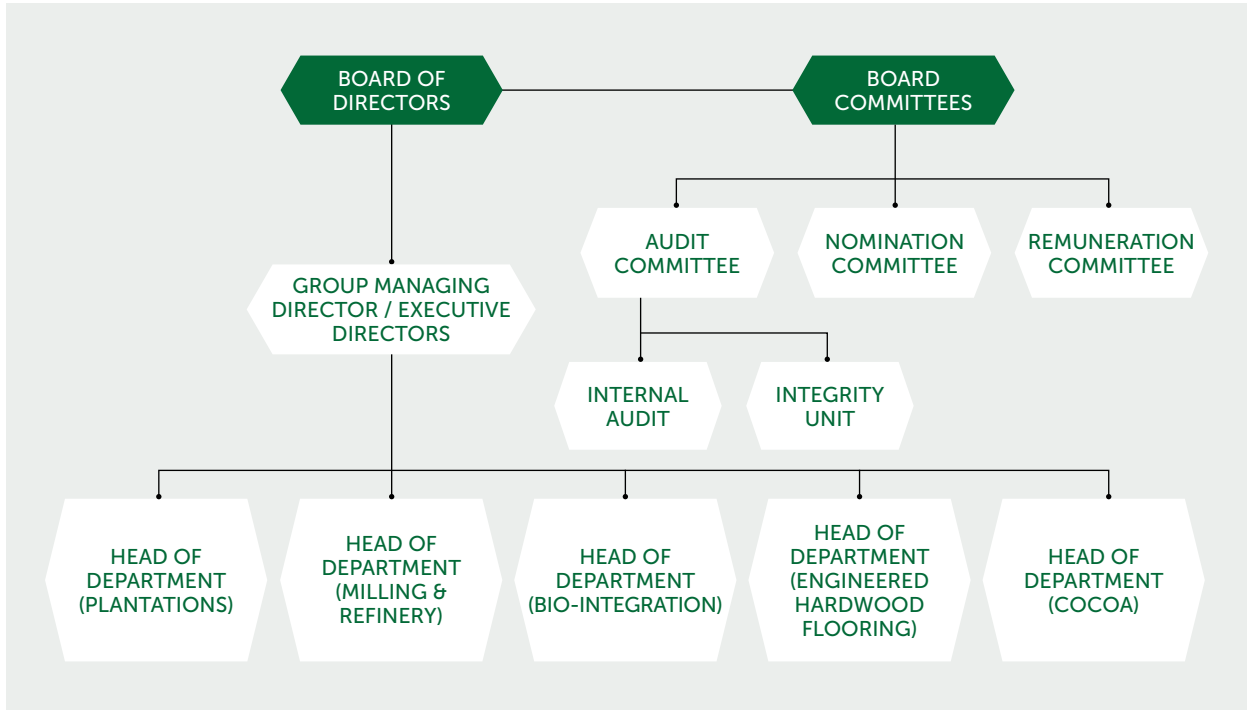 BOARD OF
DIRECTORS
BOARD
COMMITTEES
AUDIT
COMMITTEE
NOMINATION
COMMITTEE
REMUNERATION
COMMITTEE
GROUP MANAGING
DIRECTOR / EXECUTIVE
DIRECTORS
INTERNAL
AUDIT
INTEGRITY
UNIT
HEAD OF
DEPARTMENT
(PLANTATIONS)
HEAD OF
DEPARTMENT
(MILLING &
REFINERY)
HEAD OF
DEPARTMENT
(BIO-INTEGRATION)
HEAD OF
DEPARTMENT
(ENGINEERED
HARDWOOD
FLOORING)
HEAD OF
DEPARTMENT
(COCOA)